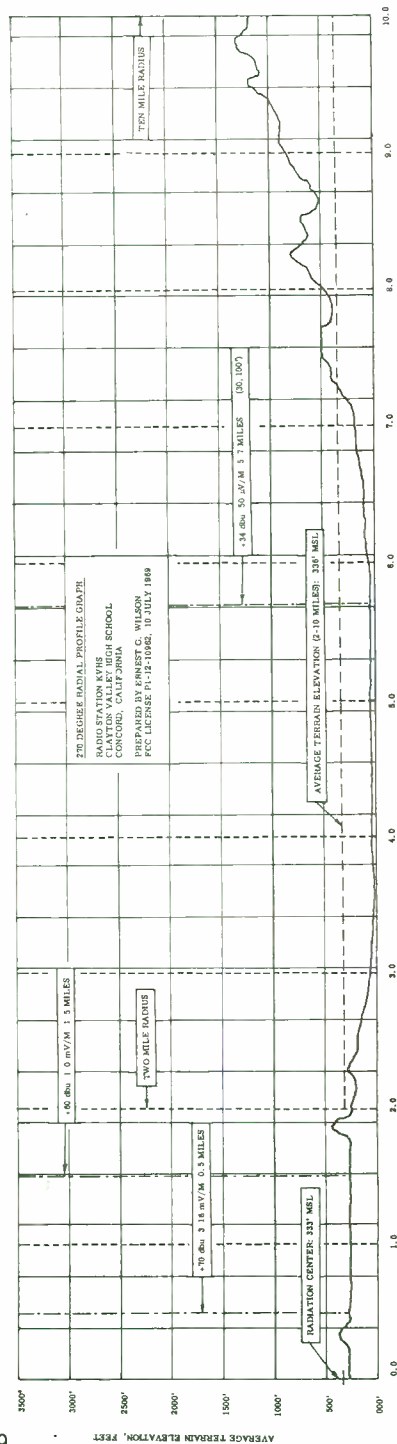 270 DEGREE RADIAL PROFILE GRAPH
RADIO STATION KVHS
CLAYTON VALLEY HIGH SCHOOL
CONCORD, CALIFORNIA
PREPARED BY ERNEST G. WILSON
FCC LICENSE P1-12-10962, 10 JULY 1969
+60 dbu 1 0 mV/M 1 5 MILES
TWO MILE RADIUS
+70 dbu 3 16 mV/M 0.5 MILES
RADIATION CENTER: 333' MSL
+34 dbu 50 µV/M 5 7 MILES (30,100')
AVERAGE TERRAIN ELEVATION (2-10 MILES): 336' MSL
TEN MILE RADIUS
AVERAGE TERRAIN ELEVATION, FEET
3500'
3000'
2500'
2000'
1500'
1000'
500'
000'
0.0 1.0 2.0 3.0 4.0 5.0 6.0 7.0 8.0 9.0 10.0